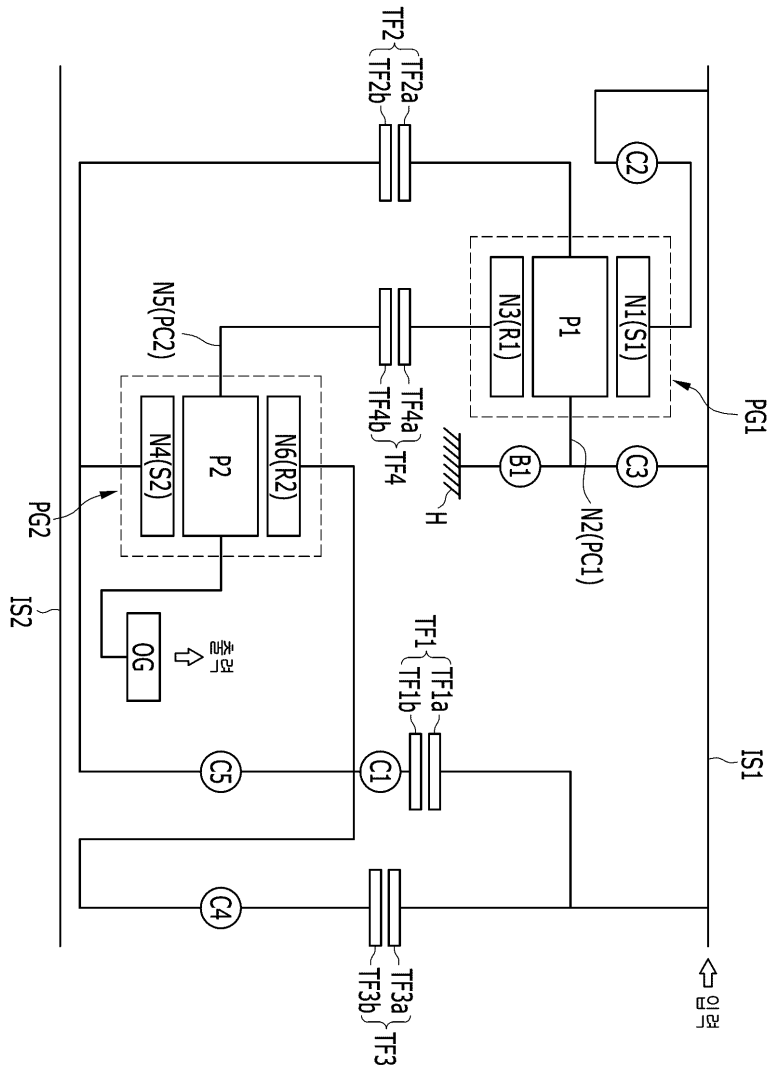 PG1
IS1
입력
C2
N1(S1)
C3
P1
N2(PC1)
N3(R1)
B1
H
TF2
TF2a
TF2b
TF4a
TF4b
TF4
TF1
TF1a
TF1b
TF3a
TF3b
TF3
C1
N6(R2)
N5(PC2)
P2
출력
C5
C4
N4(S2)
OG
PG2
IS2